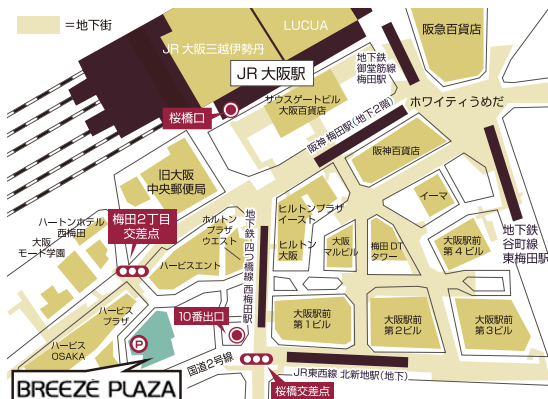 ＝地下街
LUCUA
JR 大阪三越伊勢丹
阪急百貨店
JR 大阪駅
地下鉄
御堂筋線
梅田駅
サウスゲートビル
大阪百貨店
ホワイティうめだ
桜橋口
阪神 梅田駅(地下2階)
阪神百貨店
旧大阪
中央郵便局
イーマ
ハートンホテル
西梅田
梅田2丁目
交差点
ホルトン
プラザ
ウエスト
ヒルトンプラザ
イースト
地下鉄
谷町線
東梅田駅
大阪
モード学園
地下鉄 四つ橋線 西梅田駅
ヒルトン
大阪
大阪
マルビル
梅田 DT
タワー
大阪駅前
第4ビル
ハービスエント
ハービス
プラザ
10番出口
大阪駅前
第1ビル
大阪駅前
第2ビル
大阪駅前
第3ビル
P
ハービス
OSAKA
国道2号線
JR東西線 北新地駅(地下)
BREEZÉ PLAZA
桜橋交差点